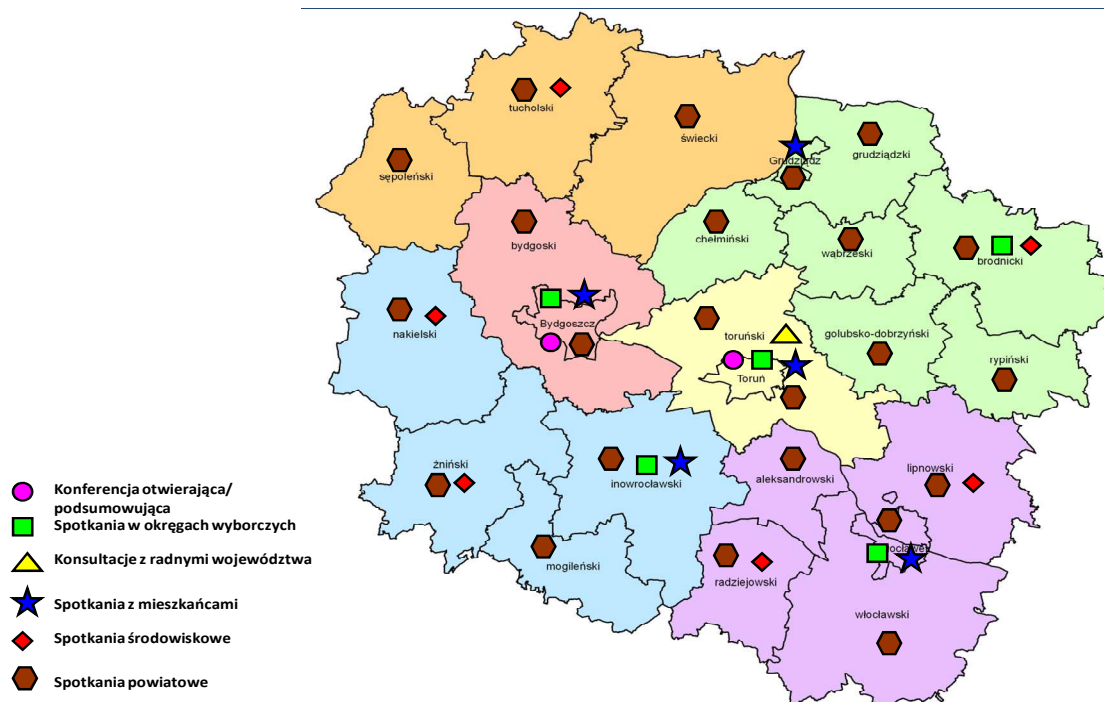 tucholski
świecki
Grudziądz
grudziądzki
sępoleński
chełmiński
bydgoski
wąbrzeski
brodnicki
Bydgoszcz
nakielski
toruński
golubsko-dobrzyński
rypiński
Toruń
żniński
inowrocławski
aleksandrowski
lipnowski
mogileński
radziejowski
włocławski
Konferencja otwierająca/
podsumowująca
Spotkania w okręgach wyborczych
Konsultacje z radnymi województwa
Spotkania z mieszkańcami
Spotkania środowiskowe
Spotkania powiatowe